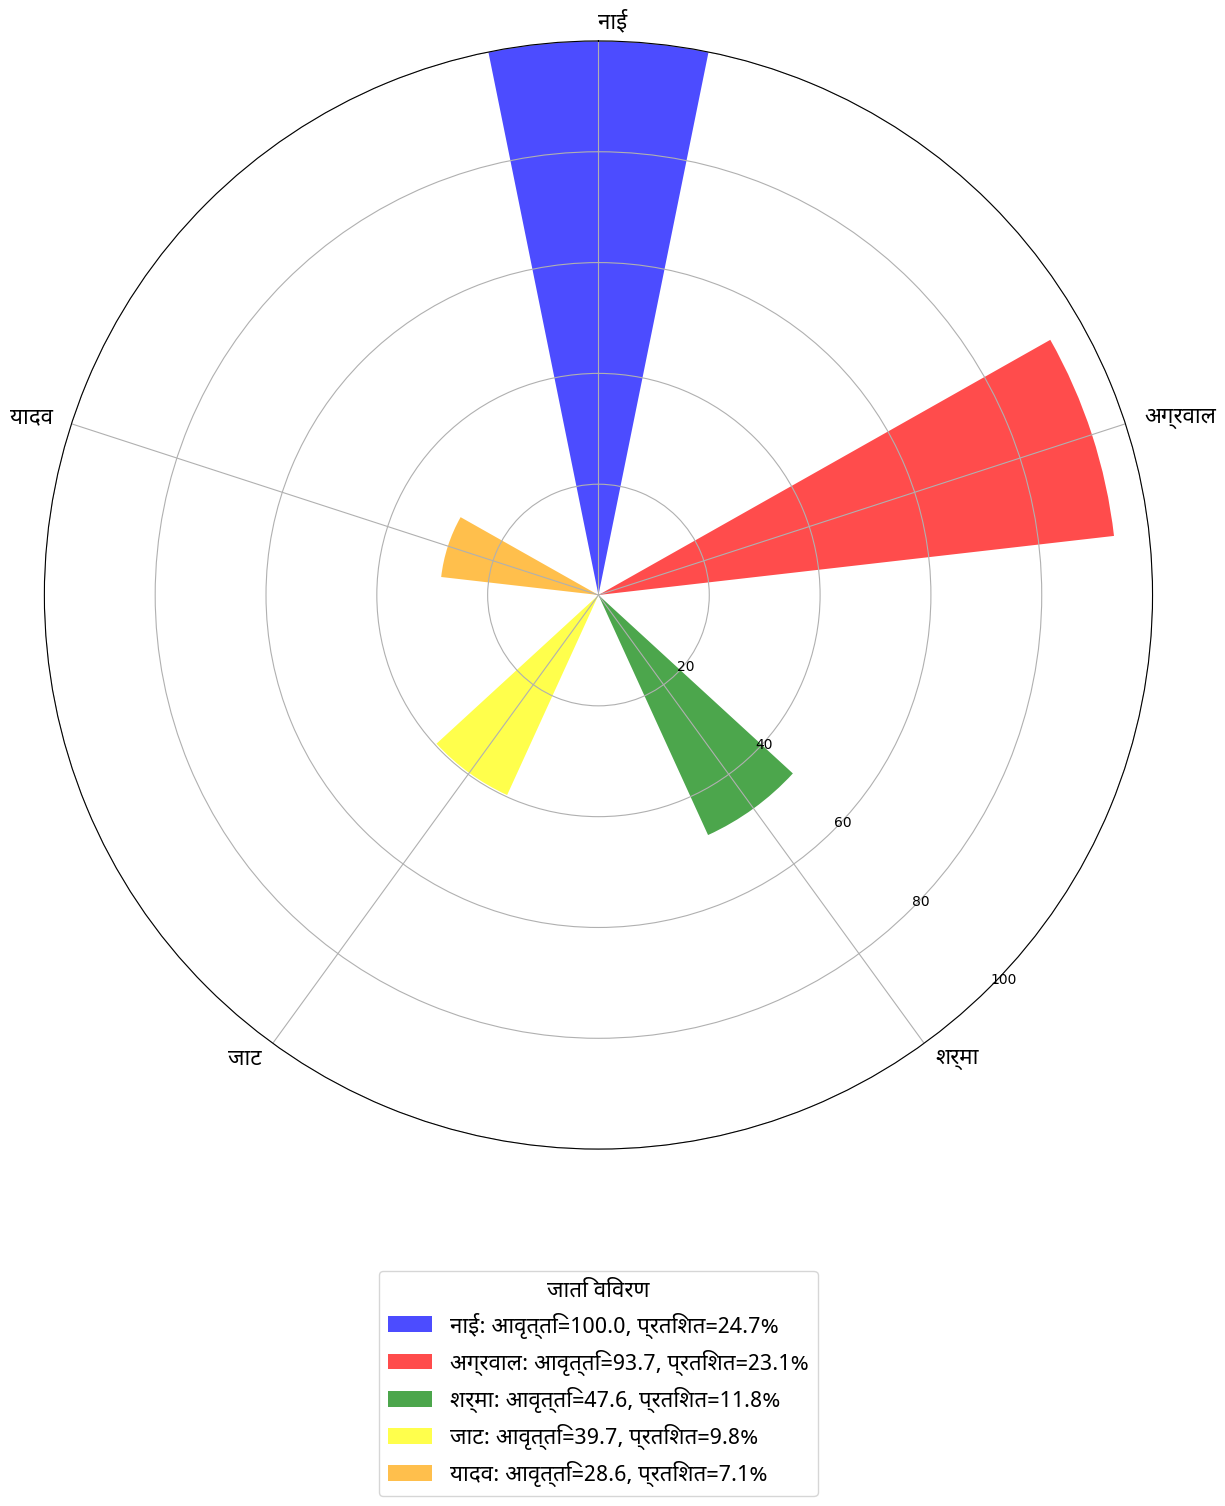 नाई
यादव
अग्रवाल
20
40
60
80
100
जाट
शर्मा
जाति विवरण
नाई: आवृत्ति=100.0, प्रतिशत=24.7%
अग्रवाल: आवृत्ति=93.7, प्रतिशत=23.1%
शर्मा: आवृत्ति=47.6, प्रतिशत=11.8%
जाट: आवृत्ति=39.7, प्रतिशत=9.8%
यादव: आवृत्ति=28.6, प्रतिशत=7.1%